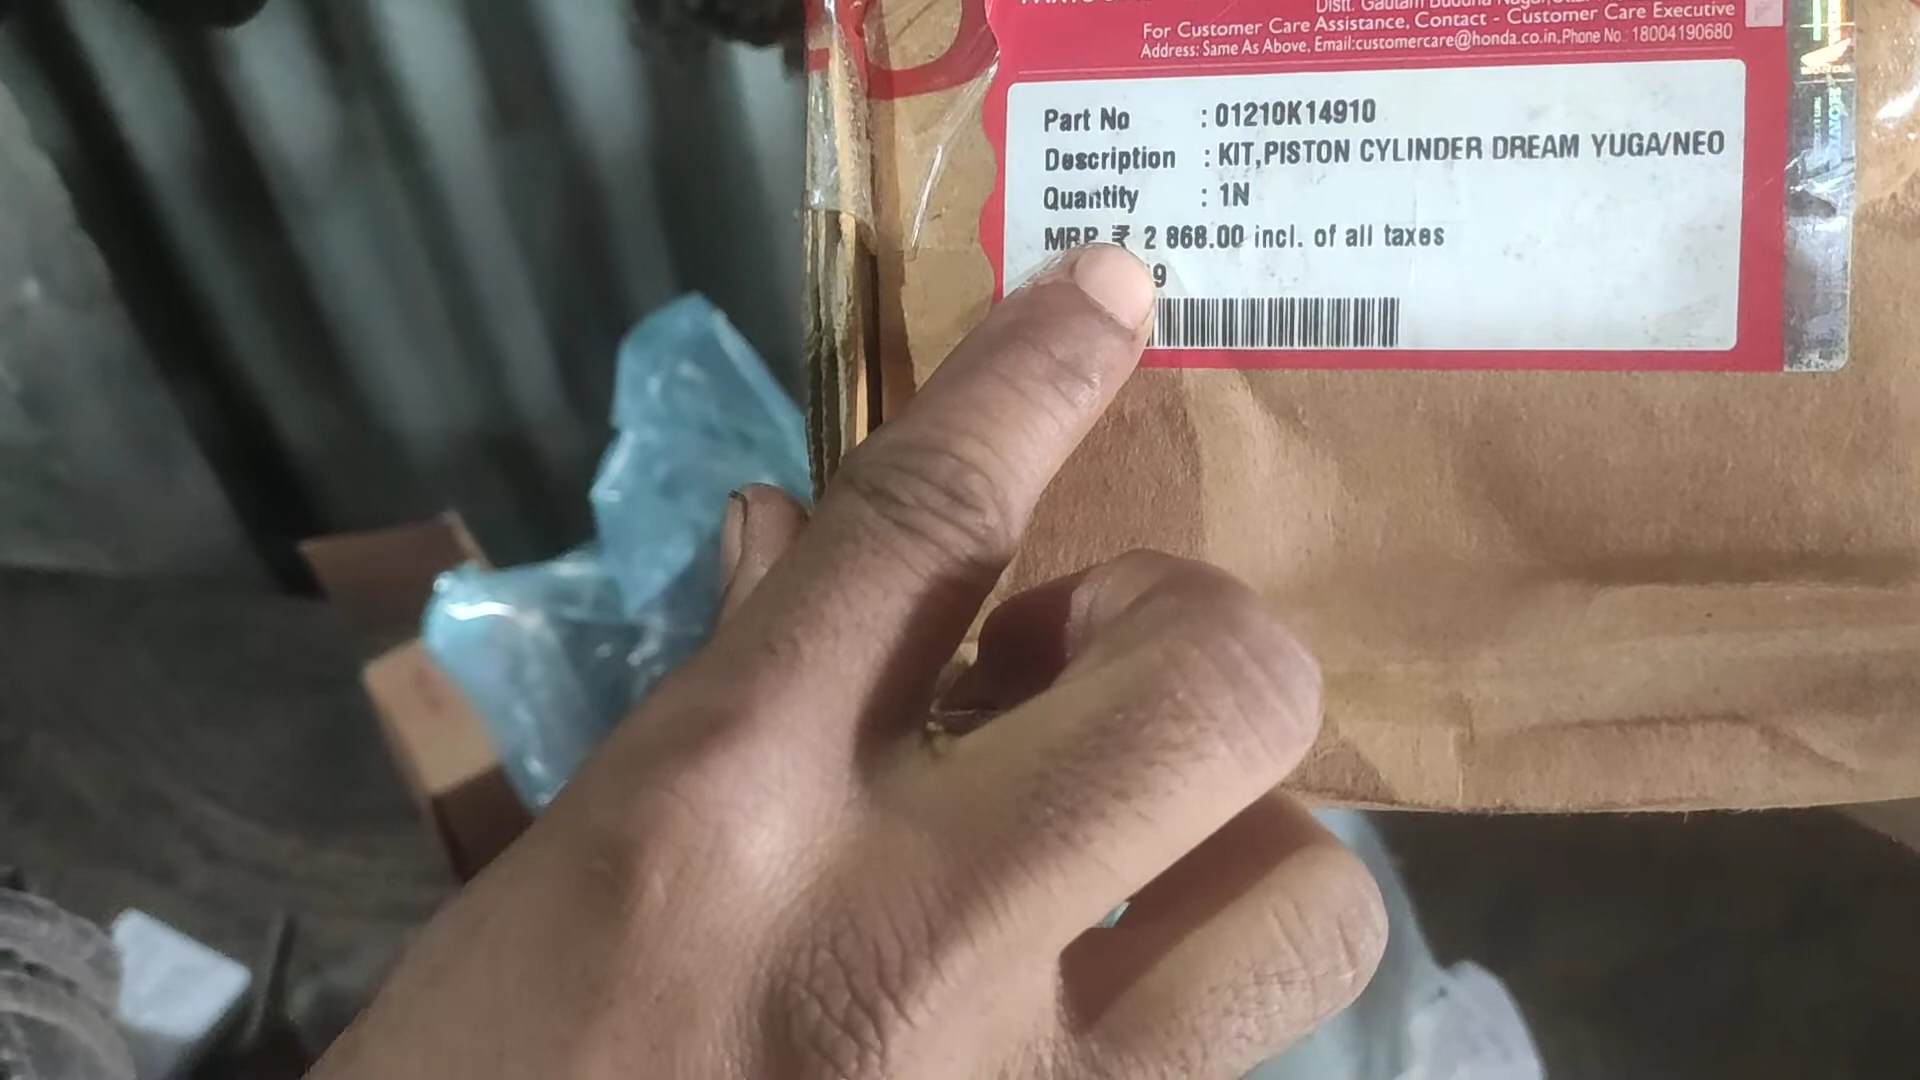 Distt. Gautam Buddha Nagar,
For Customer Care Assistance, Contact - Customer Care Executive
Address: Same As Above, Email:customercare@honda.co.in,Phone No : 18004190680
Part No : 01210K14910
Description : KIT,PISTON CYLINDER DREAM YUGA/NEO
Quantity : 1N
MRP ₹ 2 868.00 incl. of all taxes
9
HONDA